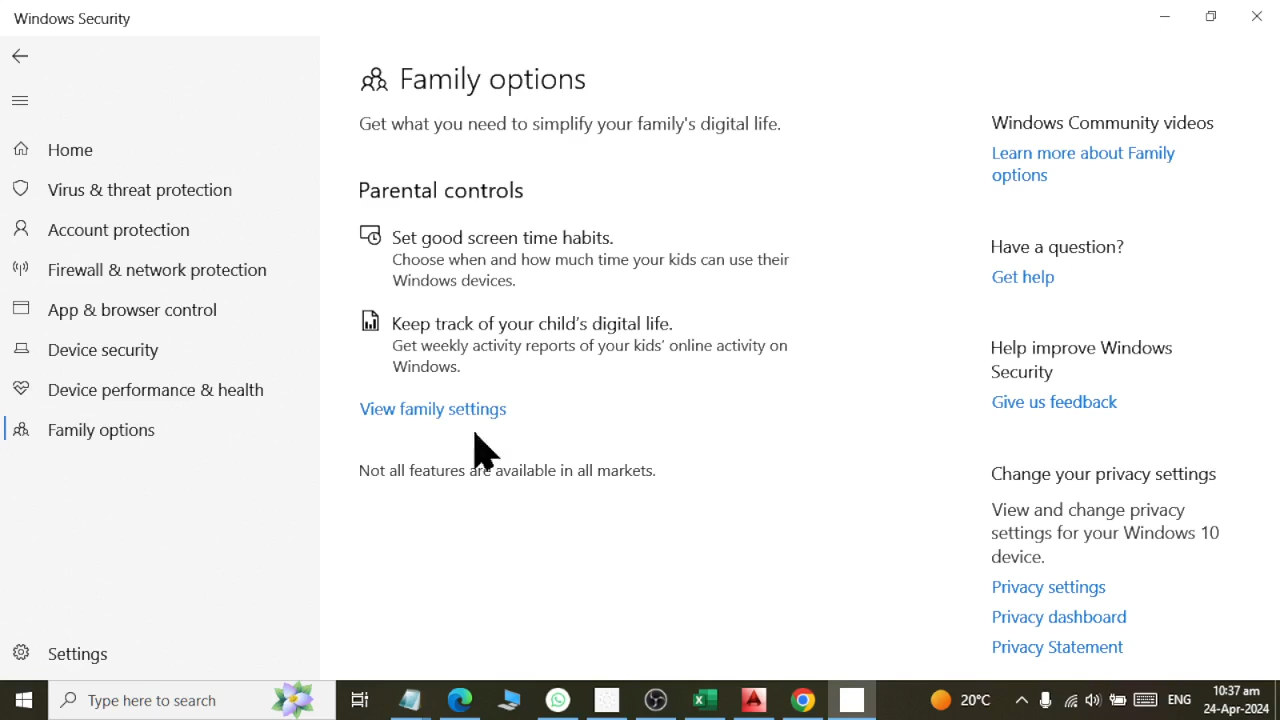 Windows Security
Home
Virus & threat protection
Account protection
Firewall & network protection
App & browser control
Device security
Device performance & health
Family options
Settings
Family options
Get what you need to simplify your family's digital life.
Parental controls
Set good screen time habits.
Choose when and how much time your kids can use their
Windows devices.
Keep track of your child's digital life.
Get weekly activity reports of your kids' online activity on
Windows.
View family settings
Not all features are available in all markets.
Windows Community videos
Learn more about Family
options
Have a question?
Get help
Help improve Windows
Security
Give us feedback
Change your privacy settings
View and change privacy
settings for your Windows 10
device.
Privacy settings
Privacy dashboard
Privacy Statement
Type here to search
20°C
ENG
10:37 am
24-Apr-2024